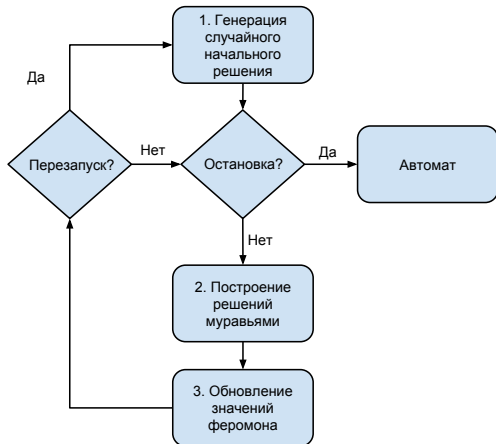 1. Генерация
случайного
начального
решения
Да
Перезапуск?
Нет
Остановка?
Да
Автомат
Нет
2. Построение
решений
муравьями
3. Обновление
значений
феромона